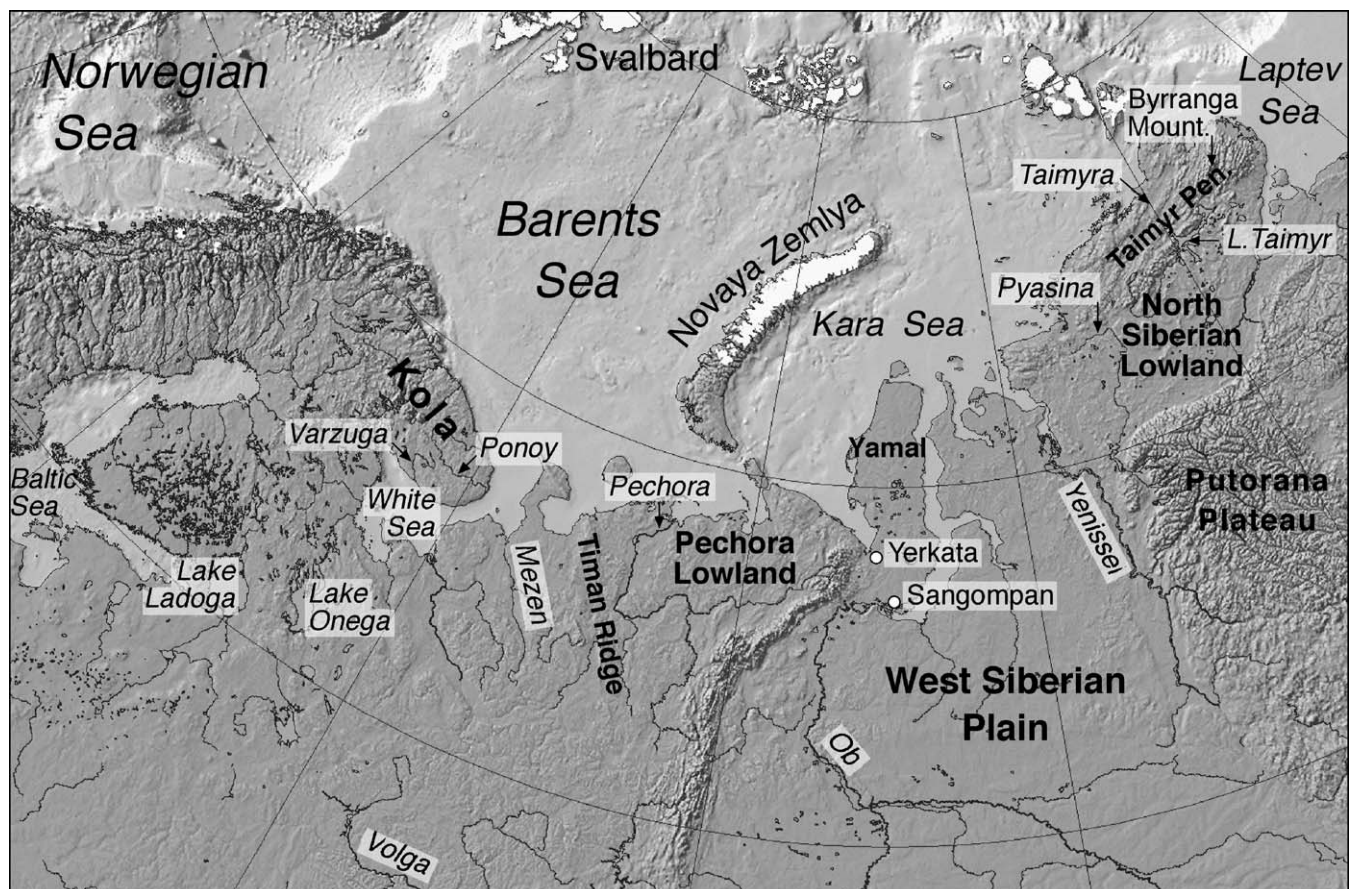 Norwegian
Sea
Svalbard
Laptev
Sea
Byrranga
Mount.
Taimyra
Taimyr Pen.
L.Taimyr
Barents
Sea
Novaya Zemlya
Kara Sea
Pyasina
North
Siberian
Lowland
Kola
Varzuga
Ponoy
Yamal
Baltic
Sea
White
Sea
Pechora
Yenissei
Putorana
Plateau
Lake
Ladoga
Lake
Onega
Mezen
Timan Ridge
Pechora
Lowland
Yerkata
Sangompan
West Siberian
Plain
Ob
Volga